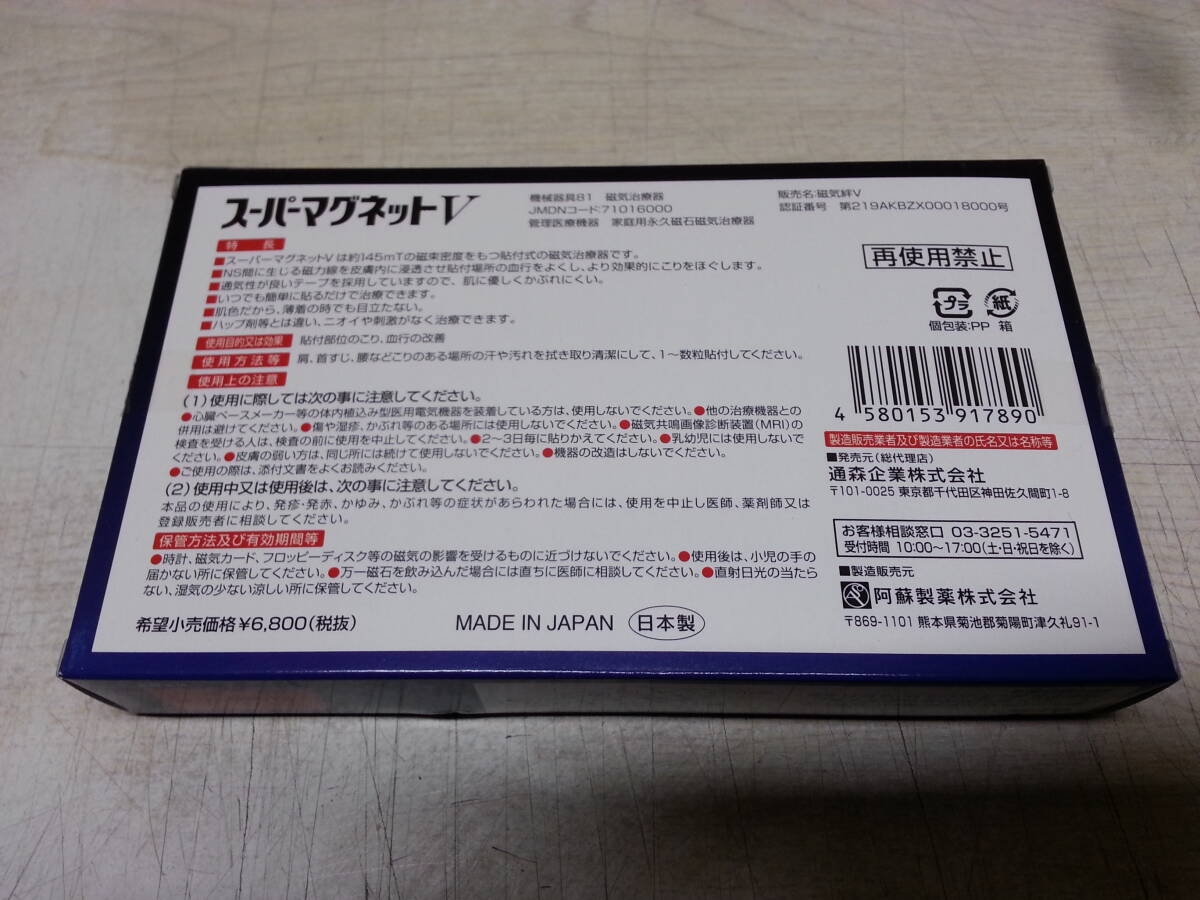 スーパーマグネットV
機械器具81 磁気治療器
JMDNコード:71016000
管理医療機器 家庭用永久磁石磁気治療器
販売名:磁気絆V
認証番号 第219AKBZX00018000号
特長
■スーパーマグネットVは約145mTの磁束密度をもつ貼付式の磁気治療器です。
■NS間に生じる磁力線を皮膚内に浸透させ貼付場所の血行をよくし、より効果的にこりをほぐします。
■通気性が良いテープを採用していますので、肌に優しくかぶれにくい。
■いつでも簡単に貼るだけで治療できます。
■肌色だから、薄着の時でも目立たない。
■ハップ剤等とは違い、ニオイや刺激がなく治療できます。
使用目的又は効果 貼付部位のこり、血行の改善
使用方法等 肩、首すじ、腰などこりのある場所の汗や汚れを拭き取り清潔にして、1〜数粒貼付してください。
使用上の注意
(1)使用に際しては次の事に注意してください。
●心臓ペースメーカー等の体内植込み型医用電気機器を装着している方は、使用しないでください。●他の治療機器との
併用は避けてください。●傷や湿疹、かぶれ等のある場所には使用しないでください。●磁気共鳴画像診断装置(MRI)の
検査を受ける人は、検査の前に使用を中止してください。●2〜3日毎に貼りかえてください。●乳幼児には使用しないで
ください。●皮膚の弱い方は、同じ所には続けて使用しないでください。●機器の改造はしないでください。
●ご使用の際は、添付文書をよくお読みください。
(2)使用中又は使用後は、次の事に注意してください。
本品の使用により、発疹・発赤、かゆみ、かぶれ等の症状があらわれた場合には、使用を中止し医師、薬剤師又は
登録販売者に相談してください。
保管方法及び有効期間等
●時計、磁気カード、フロッピーディスク等の磁気の影響を受けるものに近づけないでください。●使用後は、小児の手の
届かない所に保管してください。●万一磁石を飲み込んだ場合には直ちに医師に相談してください。●直射日光の当たら
ない、湿気の少ない涼しい所に保管してください。
希望小売価格¥6,800(税抜)
MADE IN JAPAN 日本製
再使用禁止
プラ 紙
個包装:PP 箱
4 580153 917890
製造販売業者及び製造業者の氏名又は名称等
■発売元(総代理店)
通森企業株式会社
〒101-0025 東京都千代田区神田佐久間町1-8
お客様相談窓口 03-3251-5471
受付時間 10:00〜17:00(土・日・祝日を除く)
■製造販売元
阿蘇製薬株式会社
〒869-1101 熊本県菊池郡菊陽町津久礼91-1